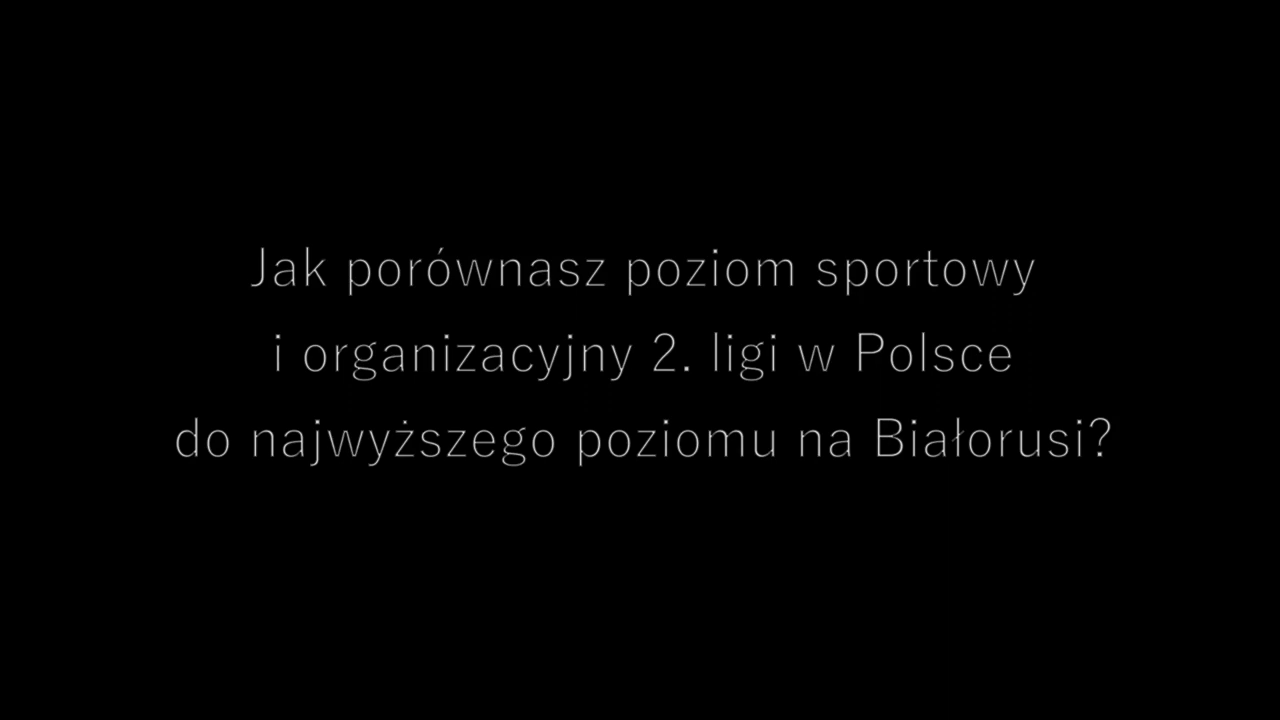 Jak porównasz poziom sportowy
i organizacyjny 2. ligi w Polsce
do najwyższego poziomu na Białorusi?